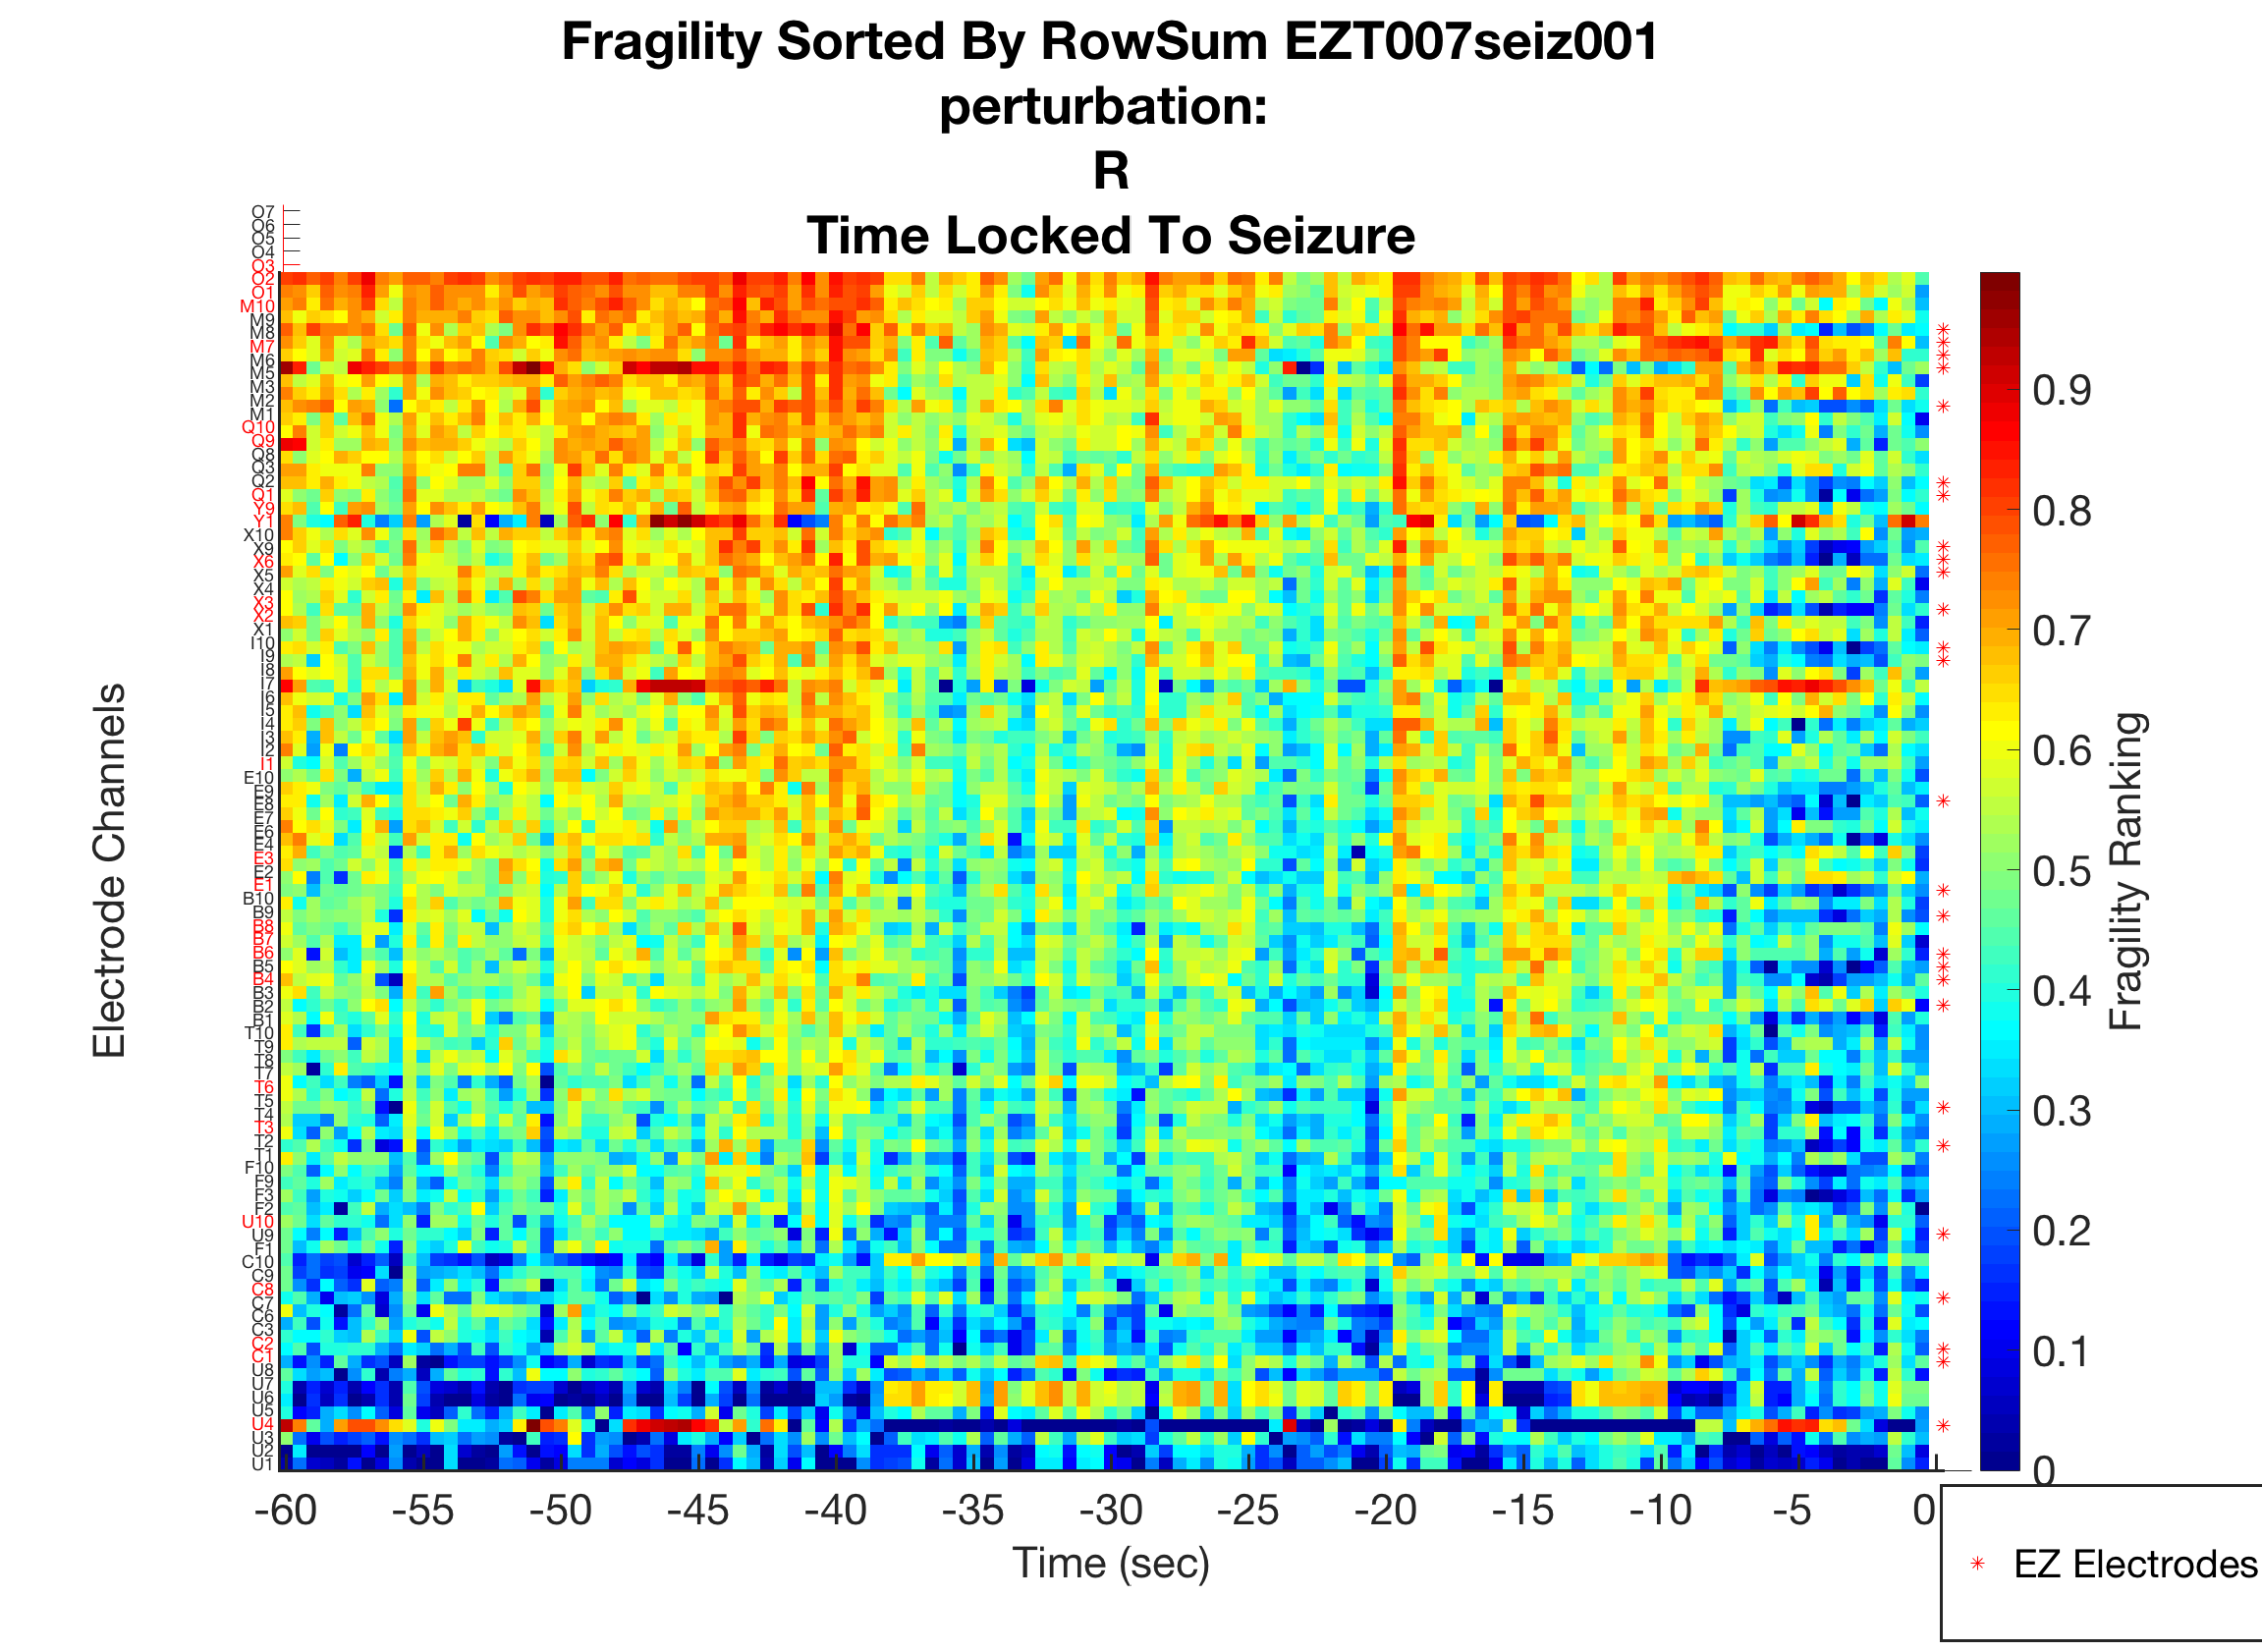 Fragility Sorted By RowSum EZT007seiz001
perturbation:
R
Time Locked To Seizure
O7
O6
O5
O4
O3
O2
O1
M10
M9
M8
M7
M6
M5
M3
M2
M1
Q10
Q9
Q8
Q3
Q2
Q1
Y9
Y1
X10
X9
X6
X5
X4
X3
X2
X1
I10
I9
I8
I7
I6
I5
I4
I3
I2
I1
E10
E9
E8
E7
E6
E4
E3
E2
E1
B10
B9
B8
B7
B6
B5
B4
B3
B2
B1
T10
T9
T8
T7
T6
T5
T4
T3
T2
T1
F10
F9
F3
F2
U10
U9
F1
C10
C9
C8
C7
C6
C3
C2
C1
U8
U7
U6
U5
U4
U3
U2
U1
Electrode Channels
-60 -55 -50 -45 -40 -35 -30 -25 -20 -15 -10 -5 0
Time (sec)
0.9
0.8
0.7
0.6
0.5
0.4
0.3
0.2
0.1
0
Fragility Ranking
EZ Electrodes